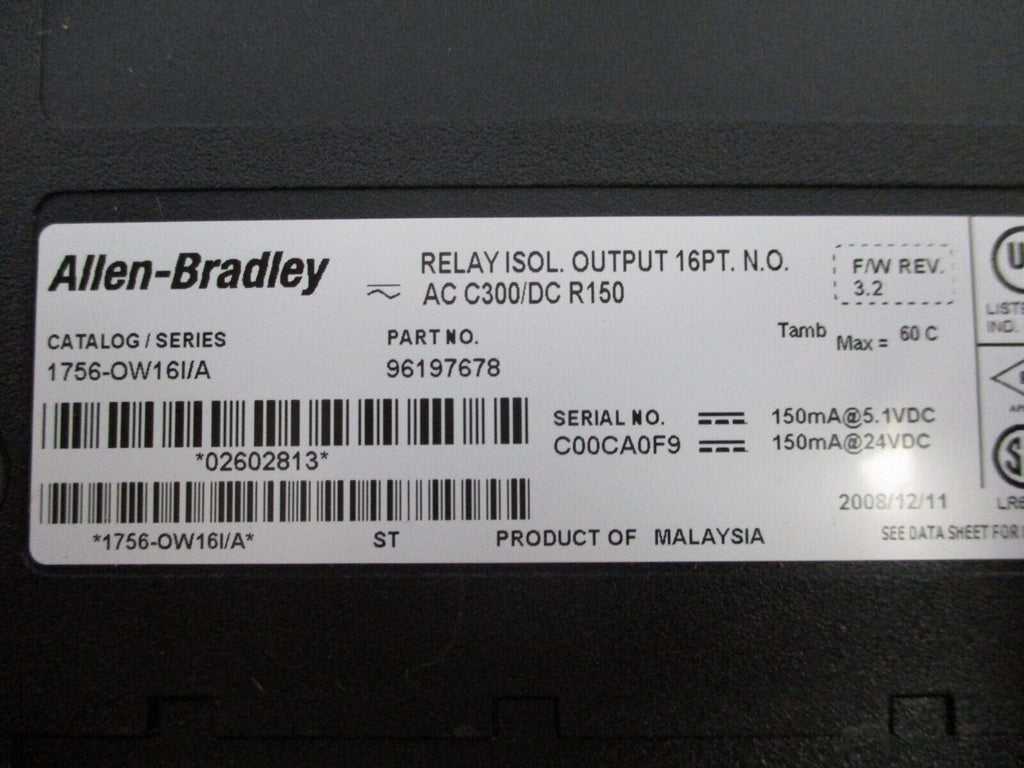 Allen-Bradley
RELAY ISOL. OUTPUT 16PT. N.O.
AC C300/DC R150
F/W REV.
3.2
CATALOG / SERIES
1756-OW16I/A
PART NO.
96197678
Tamb Max = 60 C
*02602813*
SERIAL NO.
C00CA0F9
150mA@5.1VDC
150mA@24VDC
2008/12/11
*1756-OW16I/A*
ST
PRODUCT OF MALAYSIA
SEE DATA SHEET FOR
IND.